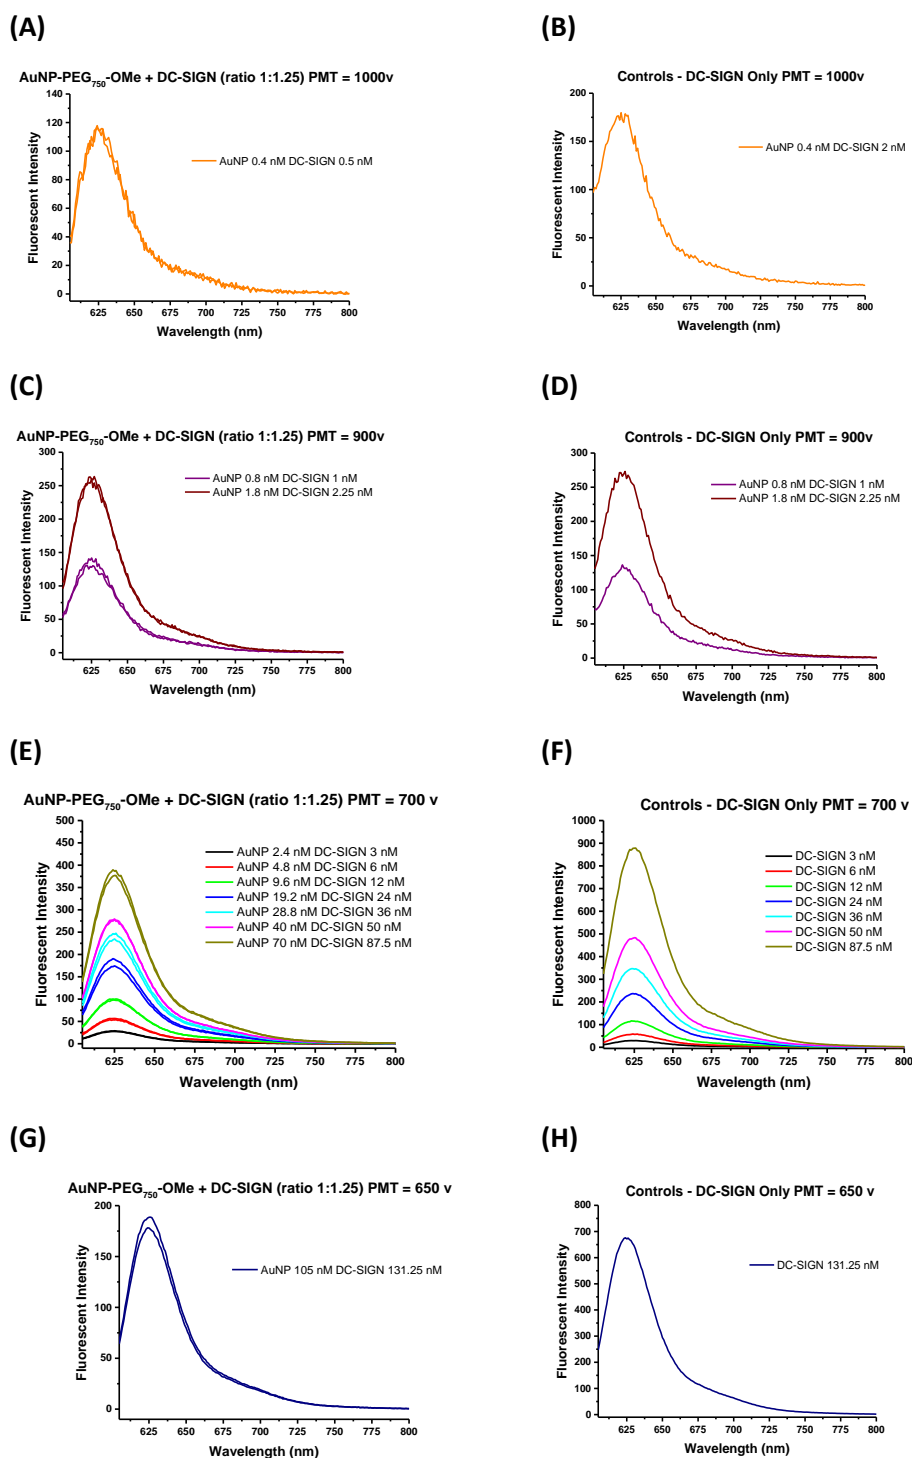 (A)
AuNP-PEG750-OMe + DC-SIGN (ratio 1:1.25) PMT = 1000v
Fluorescent Intensity
140
120
100
80
60
40
20
0
AuNP 0.4 nM DC-SIGN 0.5 nM
625 650 675 700 725 750 775 800
Wavelength (nm)
(B)
Controls - DC-SIGN Only PMT = 1000v
Fluorescent Intensity
200
150
100
50
0
AuNP 0.4 nM DC-SIGN 2 nM
625 650 675 700 725 750 775 800
Wavelength (nm)
(C)
AuNP-PEG750-OMe + DC-SIGN (ratio 1:1.25) PMT = 900v
Fluorescent Intensity
300
250
200
150
100
50
0
AuNP 0.8 nM DC-SIGN 1 nM
AuNP 1.8 nM DC-SIGN 2.25 nM
625 650 675 700 725 750 775 800
Wavelength (nm)
(D)
Controls - DC-SIGN Only PMT = 900v
Fluorescent Intensity
300
250
200
150
100
50
0
AuNP 0.8 nM DC-SIGN 1 nM
AuNP 1.8 nM DC-SIGN 2.25 nM
625 650 675 700 725 750 775 800
Wavelength (nm)
(E)
AuNP-PEG750-OMe + DC-SIGN (ratio 1:1.25) PMT = 700 v
Fluorescent Intensity
500
450
400
350
300
250
200
150
100
50
0
AuNP 2.4 nM DC-SIGN 3 nM
AuNP 4.8 nM DC-SIGN 6 nM
AuNP 9.6 nM DC-SIGN 12 nM
AuNP 19.2 nM DC-SIGN 24 nM
AuNP 28.8 nM DC-SIGN 36 nM
AuNP 40 nM DC-SIGN 50 nM
AuNP 70 nM DC-SIGN 87.5 nM
625 650 675 700 725 750 775 800
Wavelength (nm)
(F)
Controls - DC-SIGN Only PMT = 700 v
Fluorescent Intensity
1000
900
800
700
600
500
400
300
200
100
0
DC-SIGN 3 nM
DC-SIGN 6 nM
DC-SIGN 12 nM
DC-SIGN 24 nM
DC-SIGN 36 nM
DC-SIGN 50 nM
DC-SIGN 87.5 nM
625 650 675 700 725 750 775 800
Wavelength (nm)
(G)
AuNP-PEG750-OMe + DC-SIGN (ratio 1:1.25) PMT = 650 v
Fluorescent Intensity
200
150
100
50
0
AuNP 105 nM DC-SIGN 131.25 nM
625 650 675 700 725 750 775 800
Wavelength (nm)
(H)
Controls - DC-SIGN Only PMT = 650 v
Fluorescent Intensity
800
700
600
500
400
300
200
100
0
DC-SIGN 131.25 nM
625 650 675 700 725 750 775 800
Wavelength (nm)